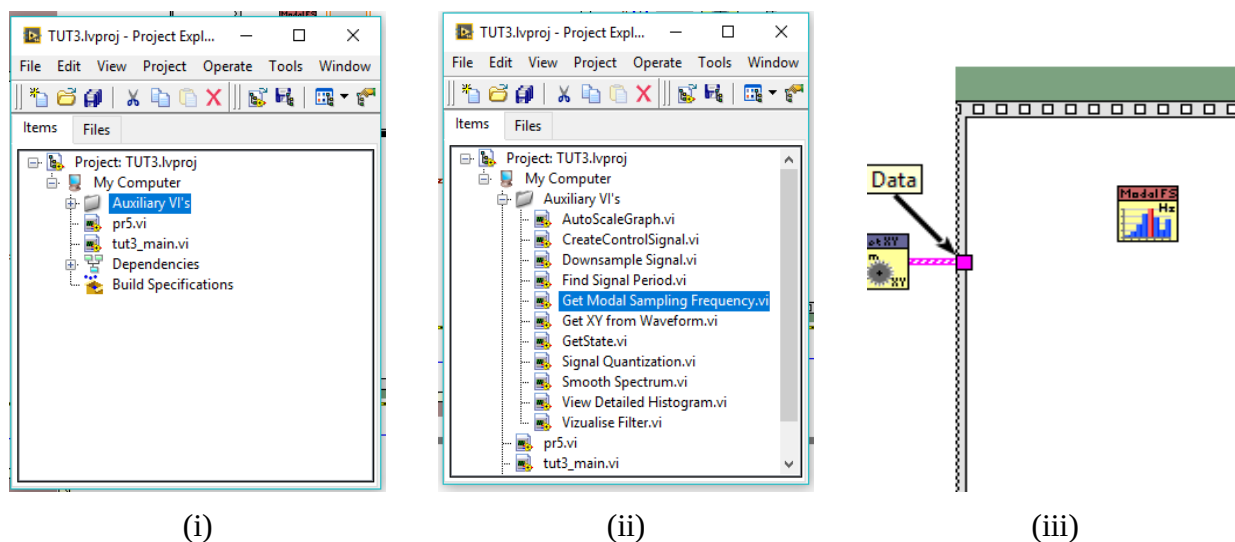 ModalFS
TUT3.lvproj - Project Expl...
File Edit View Project Operate Tools Window
Items Files
Project: TUT3.lvproj
My Computer
Auxiliary VI's
pr5.vi
tut3_main.vi
Dependencies
Build Specifications
(i)
TUT3.lvproj - Project Expl...
File Edit View Project Operate Tools Window
Items Files
Project: TUT3.lvproj
My Computer
Auxiliary VI's
AutoScaleGraph.vi
CreateControlSignal.vi
Downsample Signal.vi
Find Signal Period.vi
Get Modal Sampling Frequency.vi
Get XY from Waveform.vi
GetState.vi
Signal Quantization.vi
Smooth Spectrum.vi
View Detailed Histogram.vi
Vizualise Filter.vi
pr5.vi
tut3_main.vi
(ii)
Data
ModalFS
Hz
XY
XY
(iii)